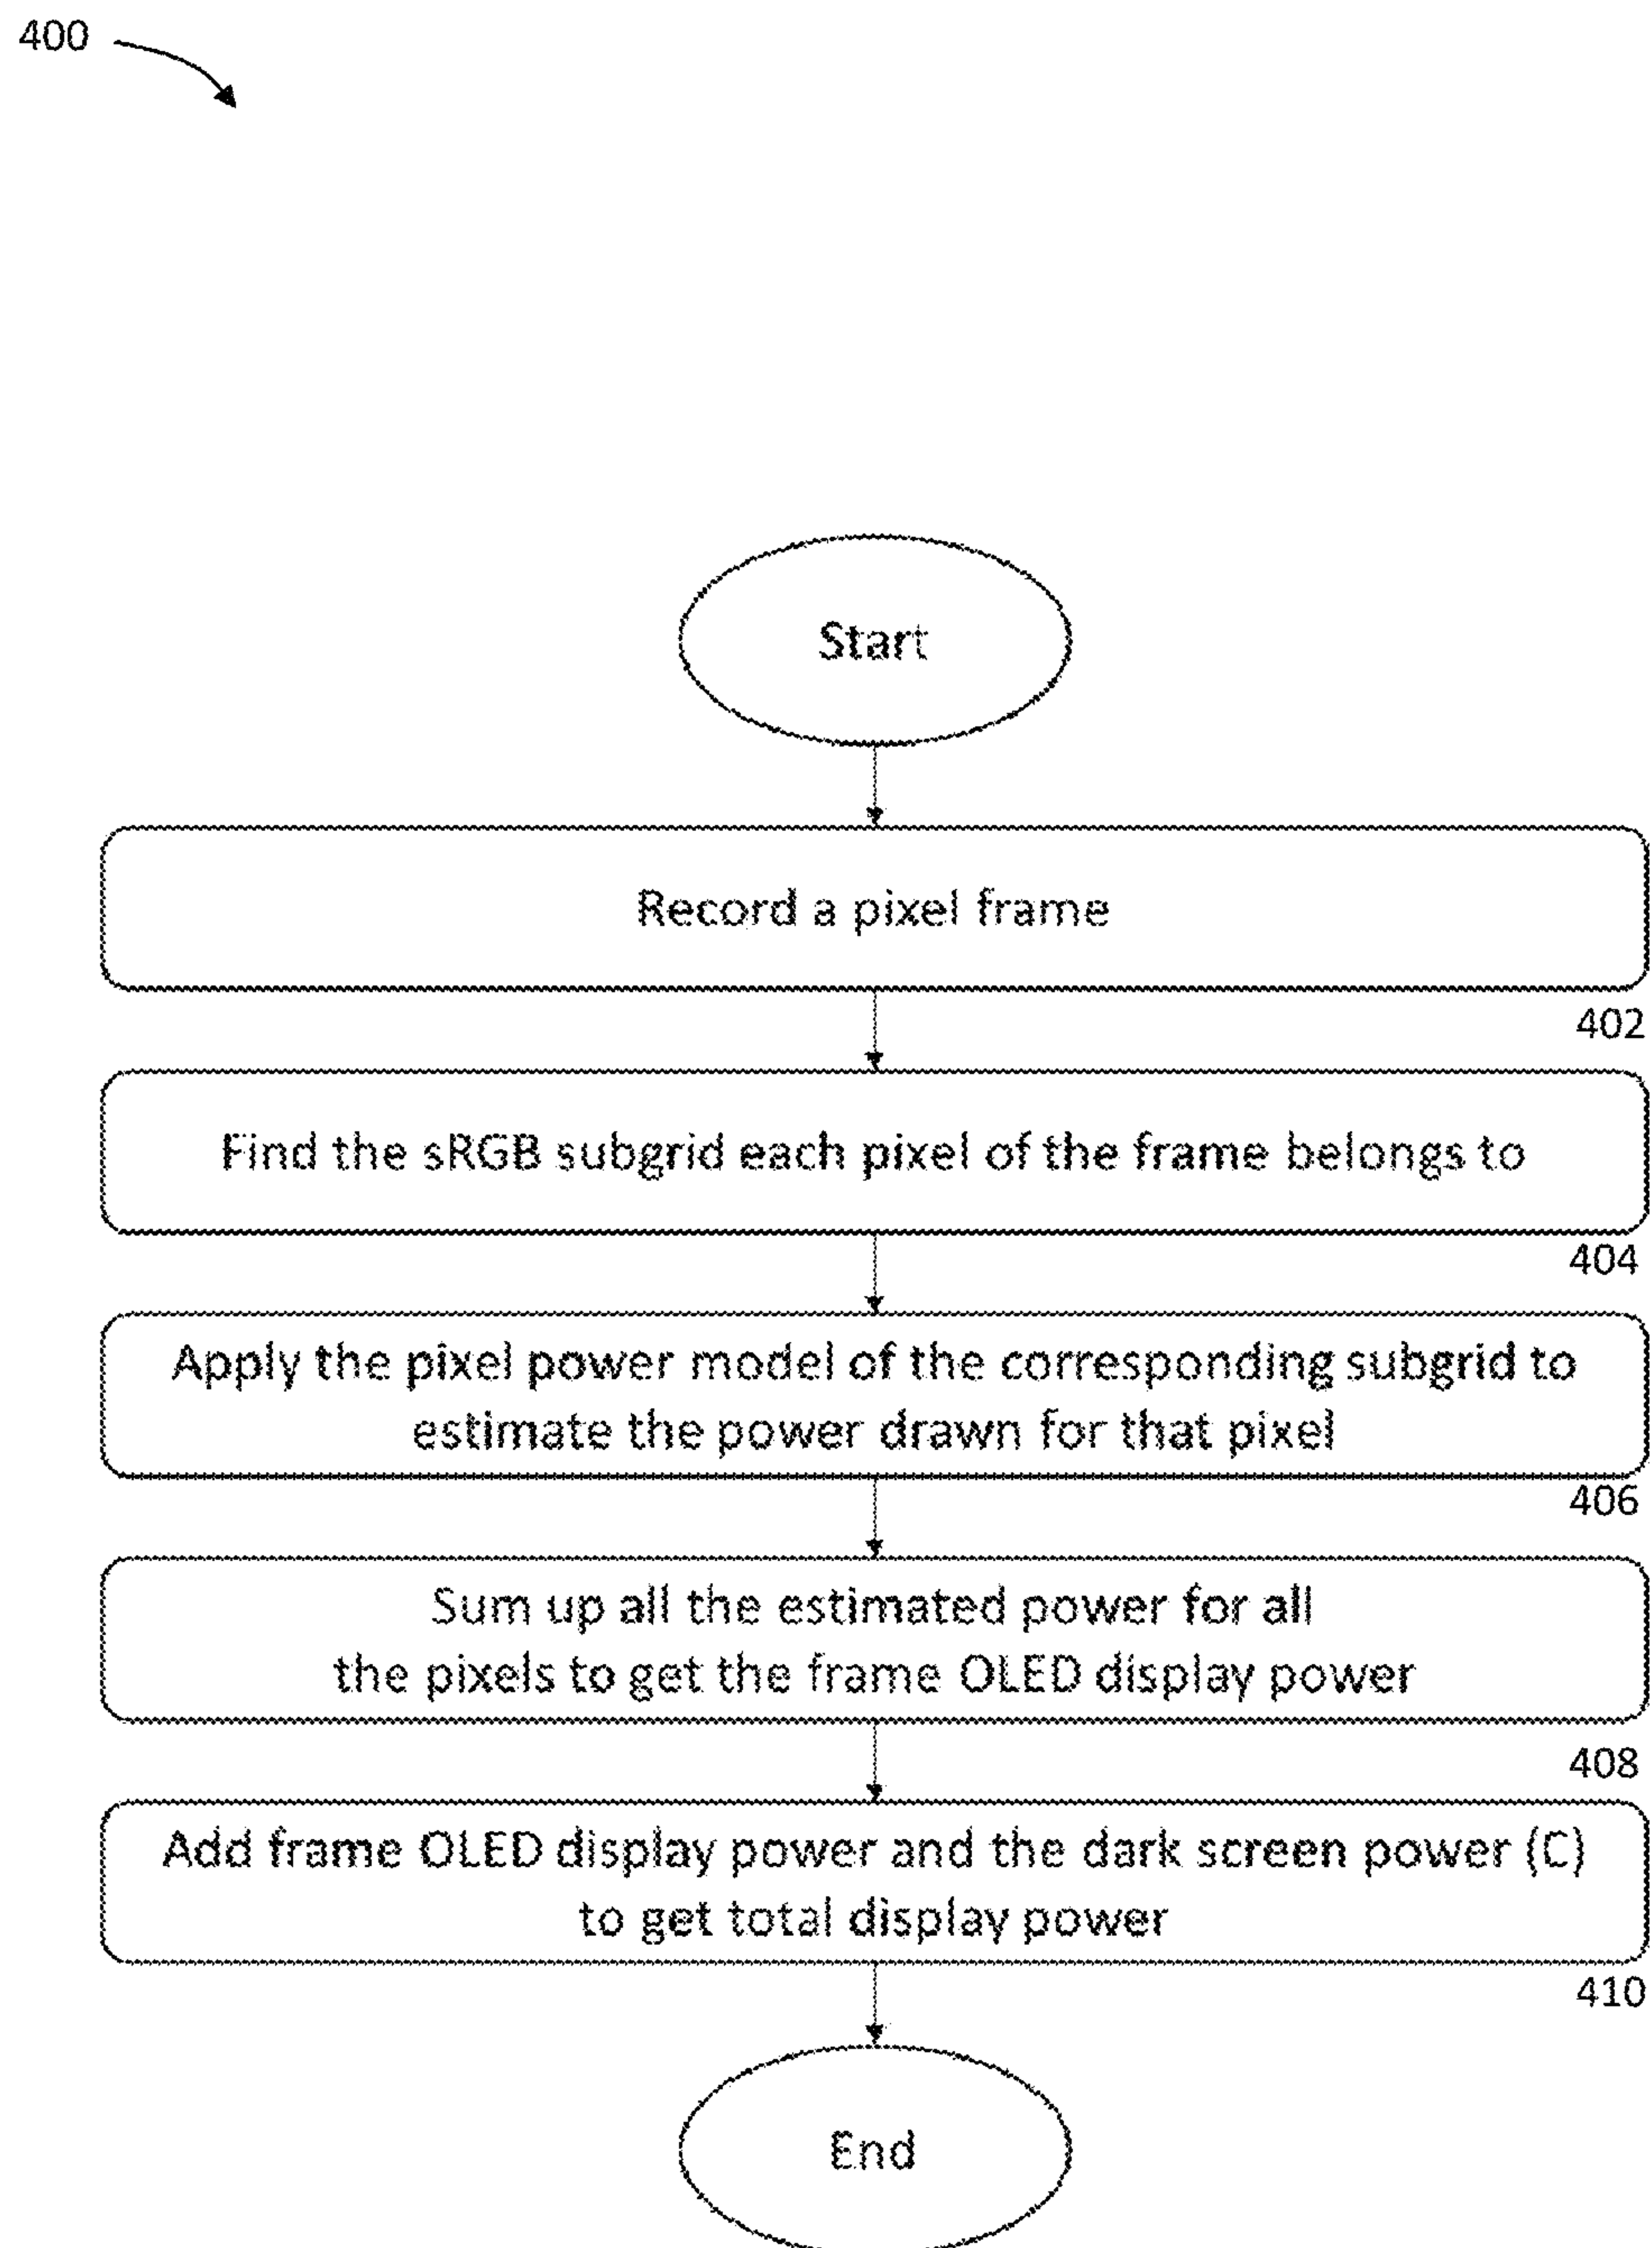 400
Start
Record a pixel frame
402
Find the sRGB subgrid each pixel of the frame belongs to
404
Apply the pixel power model of the corresponding subgrid to
estimate the power drawn for that pixel
406
Sum up all the estimated power for all
the pixels to get the frame OLED display power
408
Add frame OLED display power and the dark screen power (C)
to get total display power
410
End